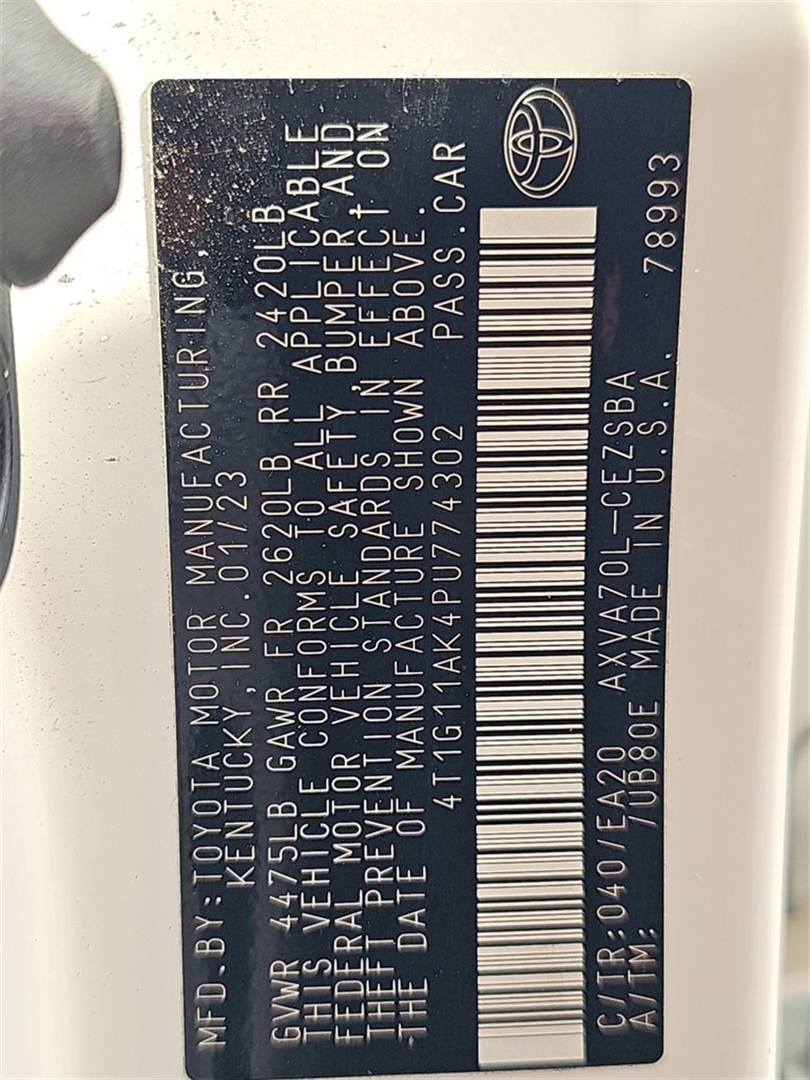 MFD.BY:TOYOTA MOTOR MANUFACTURING,
KENTUCKY, INC.01/23
GVWR 4475LB GAWR FR 2620LB RR 2420LB
THIS VEHICLE CONFORMS TO ALL APPLICABLE
FEDERAL MOTOR VEHICLE SAFETY,BUMPER AND
THEFT PREVENTION STANDARDS IN EFFECT ON
THE DATE OF MANUFACTURE SHOWN ABOVE.
4T1G11AK4PU774302 PASS.CAR
C/TR:040/EA20 AXVA70L-CEZSBA 78993
A/TM: /UB80E MADE IN U.S.A.